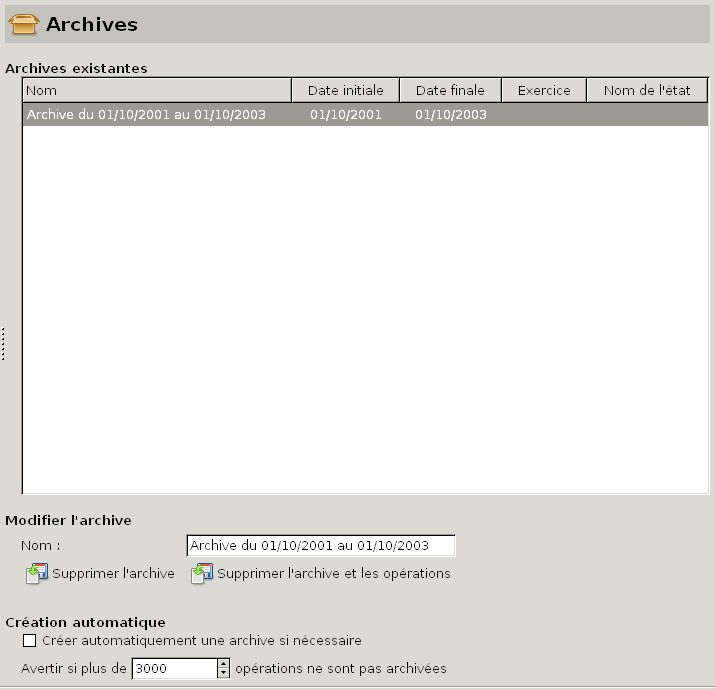 Archives
Archives existantes
Nom Date initiale Date finale Exercice Nom de l'état
Archive du 01/10/2001 au 01/10/2003 01/10/2001 01/10/2003
Modifier l'archive
Nom : Archive du 01/10/2001 au 01/10/2003
Supprimer l'archive Supprimer l'archive et les opérations
Création automatique
Créer automatiquement une archive si nécessaire
Avertir si plus de 3000 opérations ne sont pas archivées